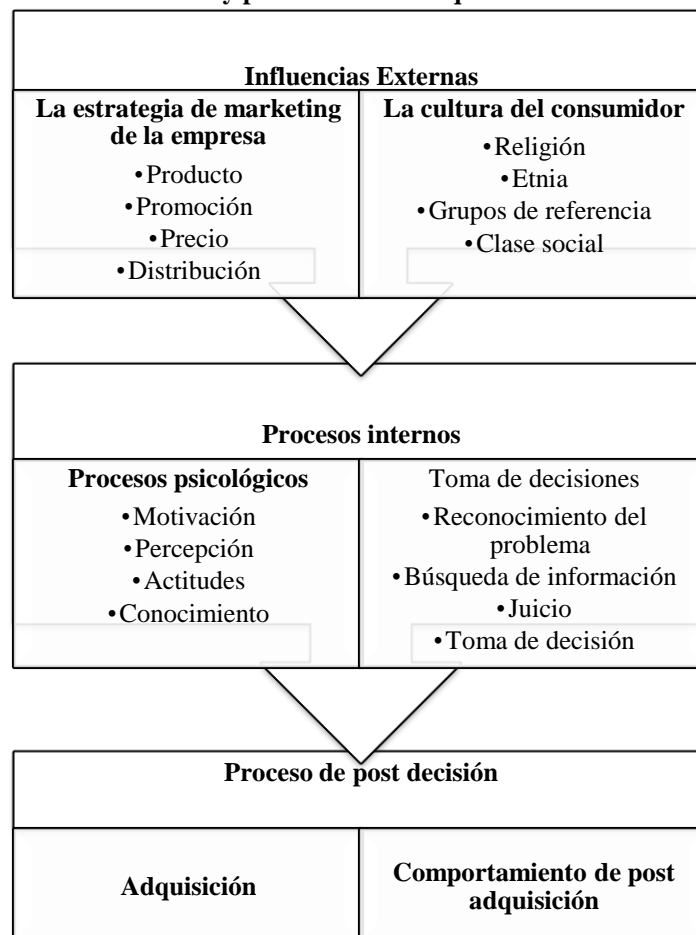 Influencias Externas
La estrategia de marketing
de la empresa
•Producto
•Promoción
•Precio
•Distribución
La cultura del consumidor
•Religión
•Etnia
•Grupos de referencia
•Clase social
Procesos internos
Procesos psicológicos
•Motivación
•Percepción
•Actitudes
•Conocimiento
Toma de decisiones
•Reconocimiento del
problema
•Búsqueda de información
•Juicio
•Toma de decisión
Proceso de post decisión
Adquisición
Comportamiento de post
adquisición